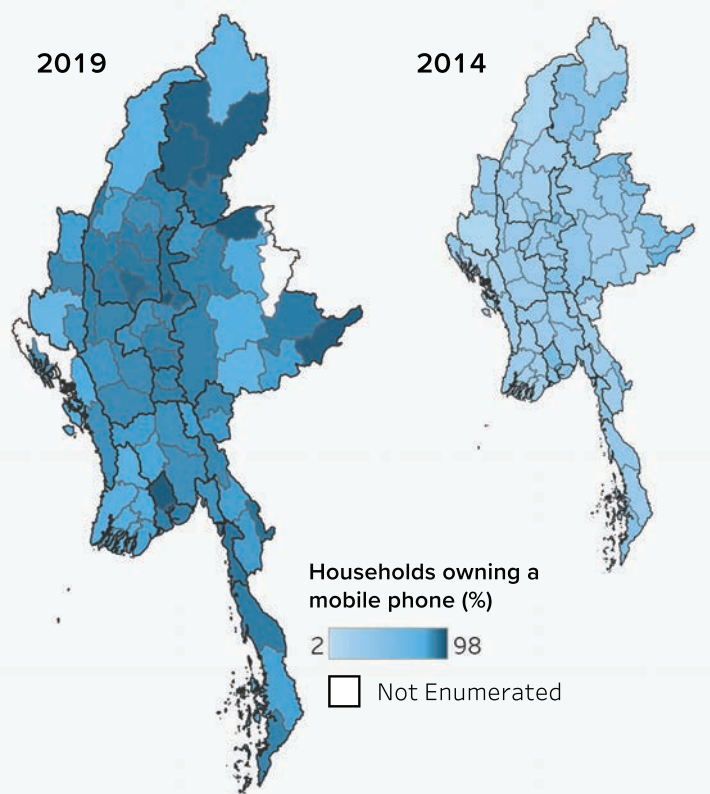 2019
2014
Households owning a
mobile phone (%)
2 98
Not Enumerated